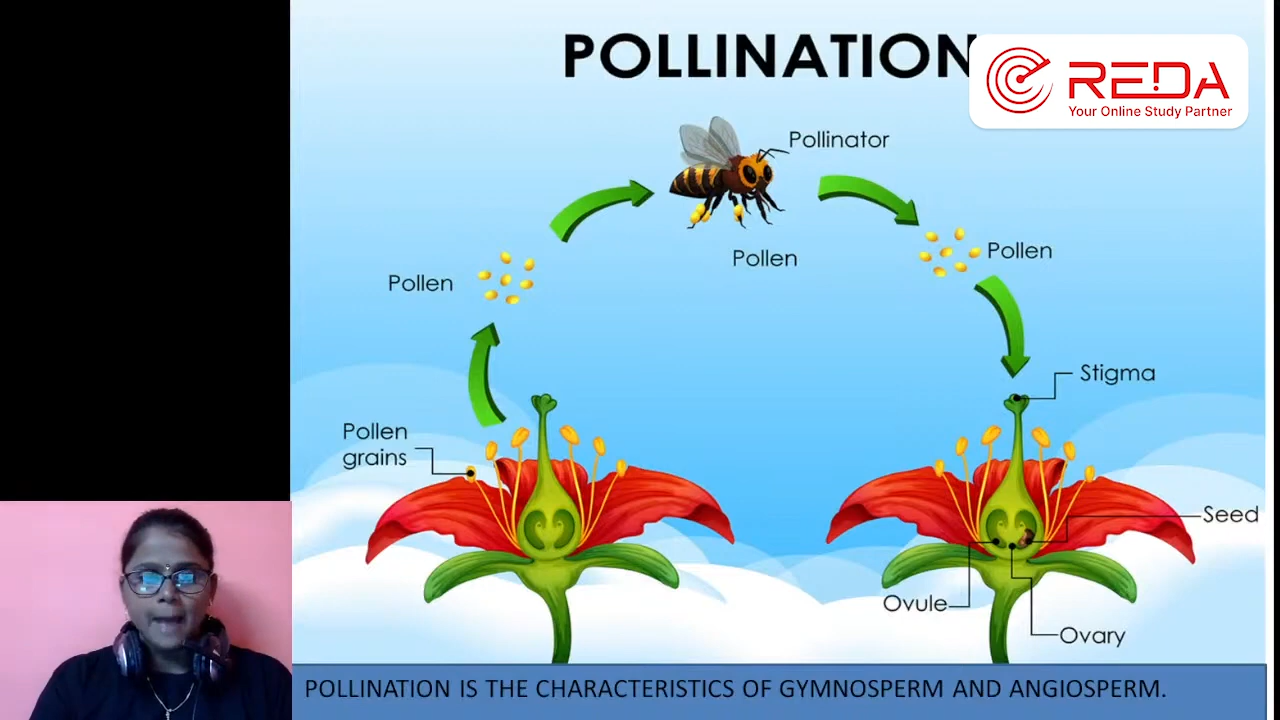 POLLINATION
REDA
Your Online Study Partner
Pollinator
Pollen
Pollen
Pollen
Stigma
Pollen
grains
Seed
Ovule
Ovary
POLLINATION IS THE CHARACTERISTICS OF GYMNOSPERM AND ANGIOSPERM.